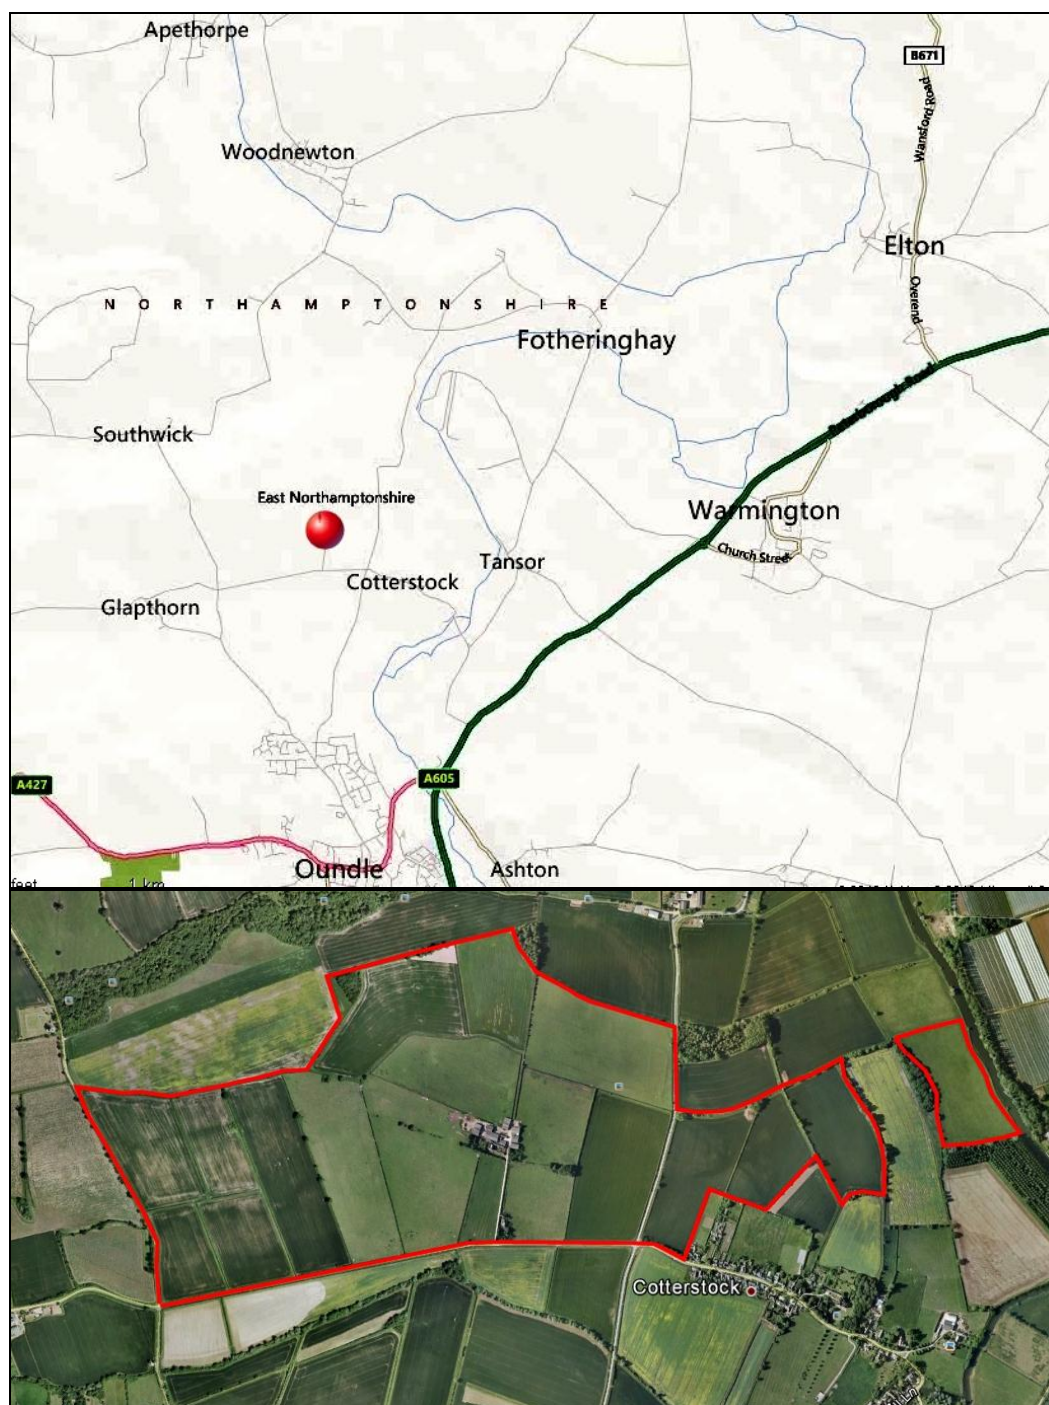 Apethorpe
B671
Wansford Road
Woodnewton
Elton
NORTHAMPTONSHIRE
Overend
Fotheringhay
Southwick
East Northamptonshire
Warmington
Church Street
Tansor
Cotterstock
Glapthorn
A427
A605
Oundle
Ashton
feet
1 km
Cotterstock